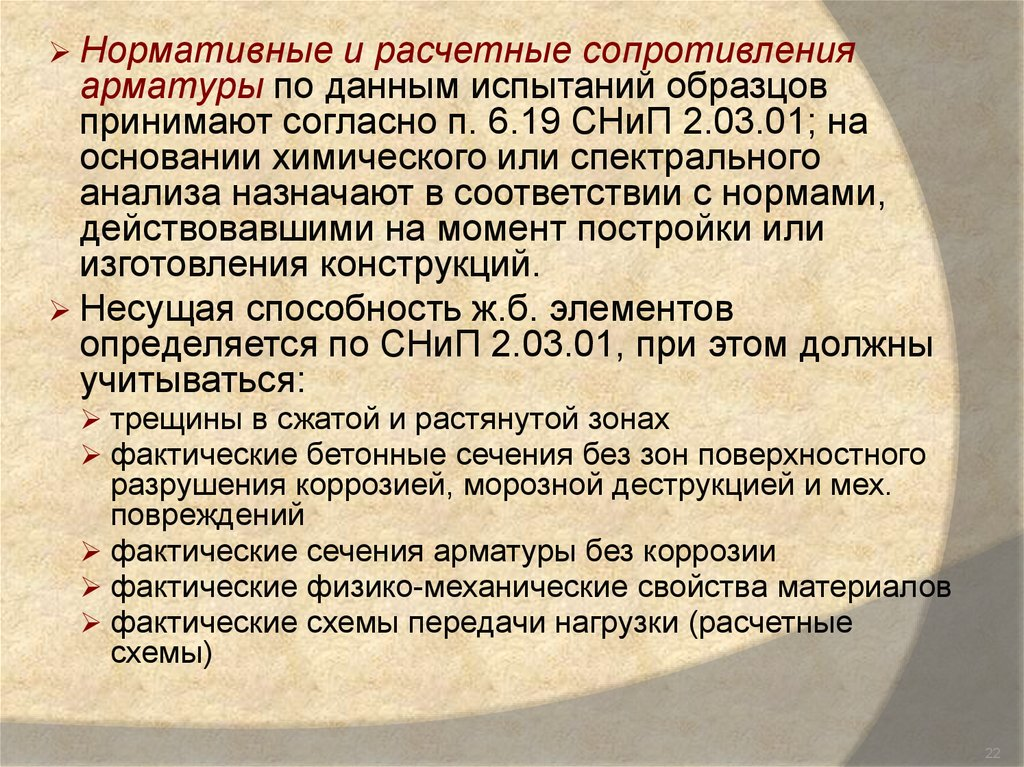 ➢ Нормативные и расчетные сопротивления
арматуры по данным испытаний образцов
принимают согласно п. 6.19 СНиП 2.03.01; на
основании химического или спектрального
анализа назначают в соответствии с нормами,
действовавшими на момент постройки или
изготовления конструкций.
➢ Несущая способность ж.б. элементов
определяется по СНиП 2.03.01, при этом должны
учитываться:
➢ трещины в сжатой и растянутой зонах
➢ фактические бетонные сечения без зон поверхностного
разрушения коррозией, морозной деструкцией и мех.
повреждений
➢ фактические сечения арматуры без коррозии
➢ фактические физико-механические свойства материалов
➢ фактические схемы передачи нагрузки (расчетные
схемы)
22